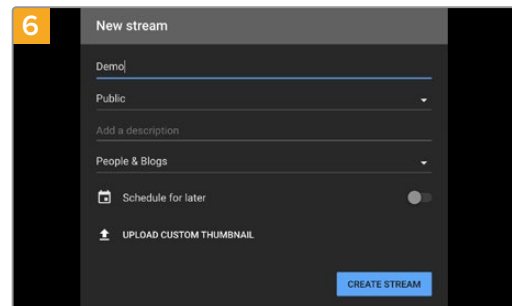 6
New stream
Demo
Public
Add a description
People & Blogs
Schedule for later
UPLOAD CUSTOM THUMBNAIL
CREATE STREAM